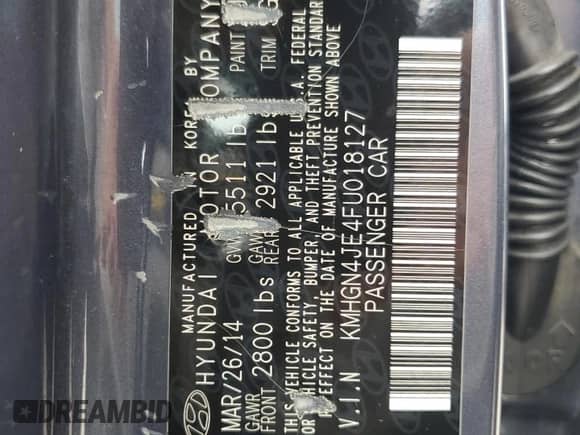 MANUFACTURED IN KOREA BY
HYUNDAI MOTOR COMPANY
MAR/26/14 GVWR 5511 lbs PAINT
GAWR FRONT 2800 lbs GAWR REAR 2921 lbs TRIM
THIS VEHICLE CONFORMS TO ALL APPLICABLE U.S.A. FEDERAL
VEHICLE SAFETY, BUMPER, AND THEFT PREVENTION STANDARDS
EFFECT ON THE DATE OF MANUFACTURE SHOWN ABOVE
V.I.N KMHGN4JE4FU018127
PASSENGER CAR
DREAMBID